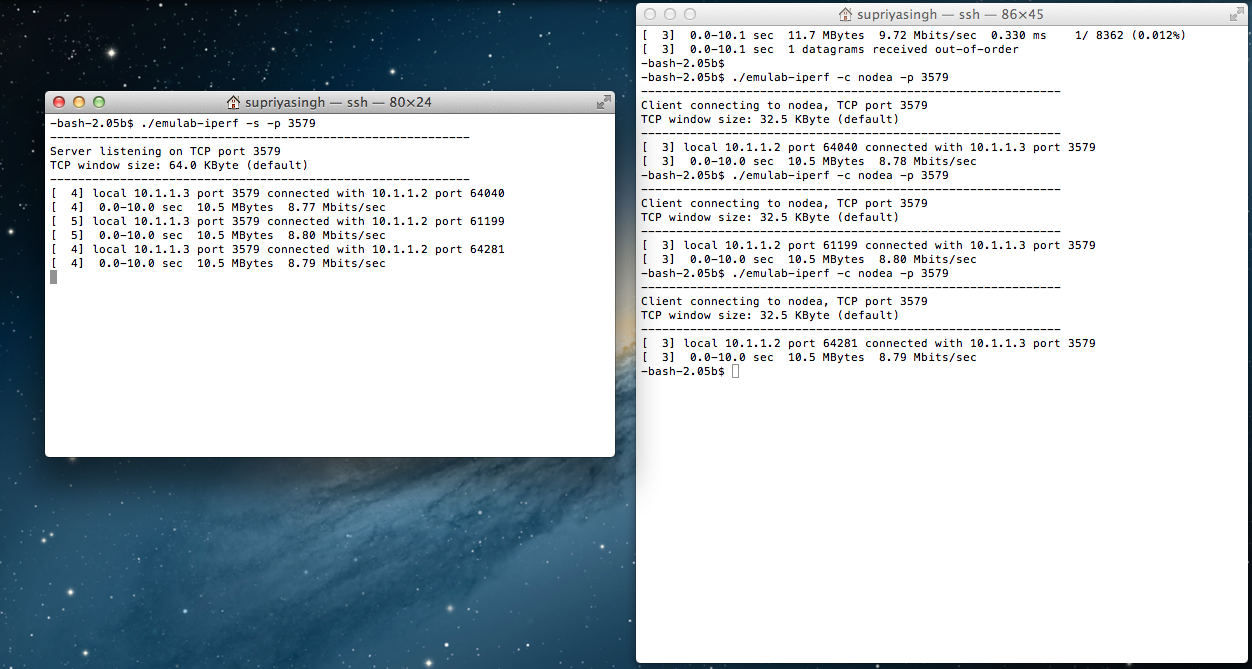 supriyasingh — ssh — 80×24
-bash-2.05b$ ./emulab-iperf -s -p 3579
------------------------------------------------------------
Server listening on TCP port 3579
TCP window size: 64.0 KByte (default)
------------------------------------------------------------
[  4] local 10.1.1.3 port 3579 connected with 10.1.1.2 port 64040
[  4]  0.0-10.0 sec  10.5 MBytes  8.77 Mbits/sec
[  5] local 10.1.1.3 port 3579 connected with 10.1.1.2 port 61199
[  5]  0.0-10.0 sec  10.5 MBytes  8.80 Mbits/sec
[  4] local 10.1.1.3 port 3579 connected with 10.1.1.2 port 64281
[  4]  0.0-10.0 sec  10.5 MBytes  8.79 Mbits/sec
supriyasingh — ssh — 86×45
[  3]  0.0-10.1 sec  11.7 MBytes  9.72 Mbits/sec  0.330 ms    1/ 8362 (0.012%)
[  3]  0.0-10.1 sec  1 datagrams received out-of-order
-bash-2.05b$
-bash-2.05b$ ./emulab-iperf -c nodea -p 3579
------------------------------------------------------------
Client connecting to nodea, TCP port 3579
TCP window size: 32.5 KByte (default)
------------------------------------------------------------
[  3] local 10.1.1.2 port 64040 connected with 10.1.1.3 port 3579
[  3]  0.0-10.0 sec  10.5 MBytes  8.78 Mbits/sec
-bash-2.05b$ ./emulab-iperf -c nodea -p 3579
------------------------------------------------------------
Client connecting to nodea, TCP port 3579
TCP window size: 32.5 KByte (default)
------------------------------------------------------------
[  3] local 10.1.1.2 port 61199 connected with 10.1.1.3 port 3579
[  3]  0.0-10.0 sec  10.5 MBytes  8.80 Mbits/sec
-bash-2.05b$ ./emulab-iperf -c nodea -p 3579
------------------------------------------------------------
Client connecting to nodea, TCP port 3579
TCP window size: 32.5 KByte (default)
------------------------------------------------------------
[  3] local 10.1.1.2 port 64281 connected with 10.1.1.3 port 3579
[  3]  0.0-10.0 sec  10.5 MBytes  8.79 Mbits/sec
-bash-2.05b$